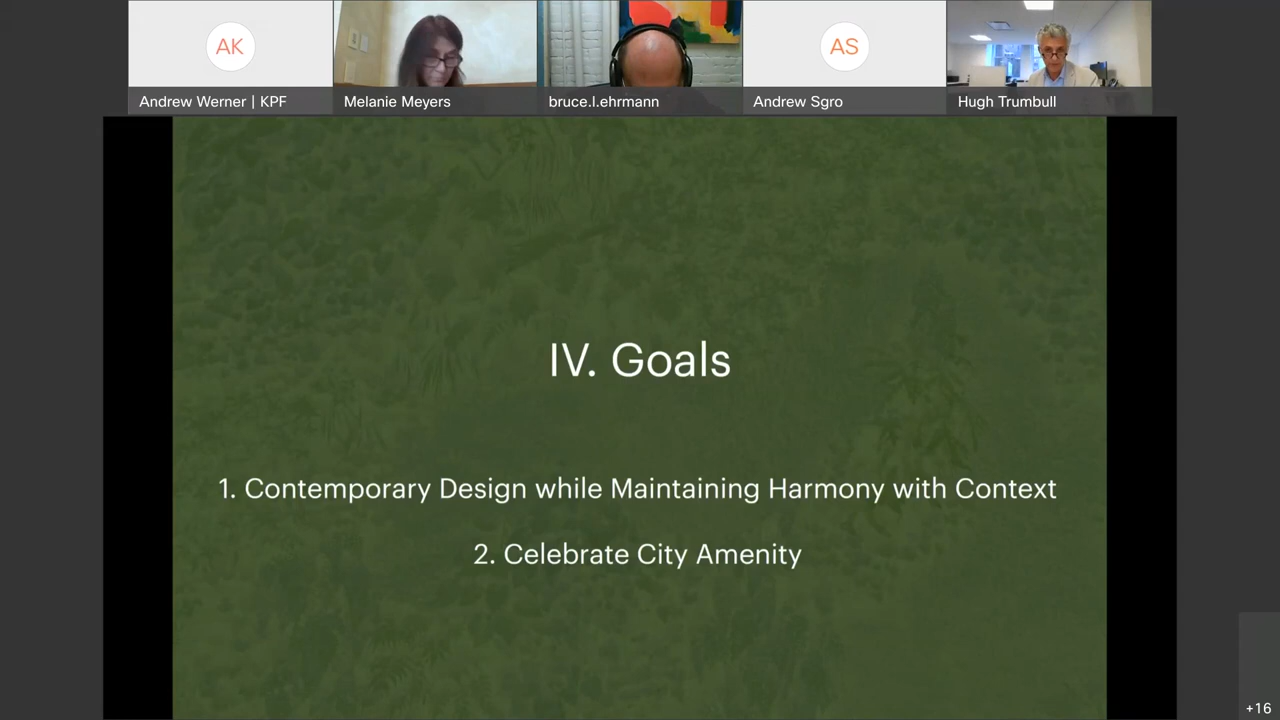 AK
AS
Andrew Werner | KPF
Melanie Meyers
bruce.l.ehrmann
Andrew Sgro
Hugh Trumbull
IV. Goals
1. Contemporary Design while Maintaining Harmony with Context
2. Celebrate City Amenity
+16